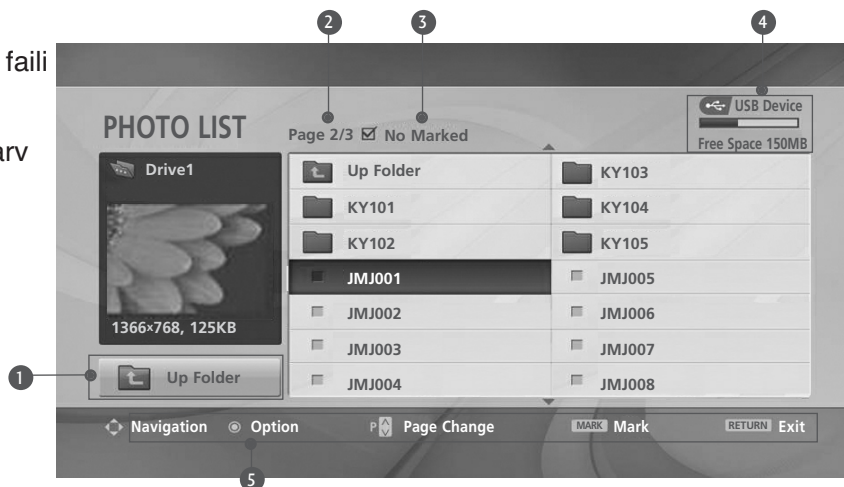 2 3 4
faili
USB Device
PHOTO LIST
Page 2/3 No Marked
Free Space 150MB
arv
Drive1
Up Folder KY103
KY101 KY104
KY102 KY105
JMJ001 JMJ005
JMJ002 JMJ006
1366×768, 125KB
JMJ003 JMJ007
1 Up Folder
JMJ004 JMJ008
Navigation Option P Page Change MARK Mark RETURN Exit
5